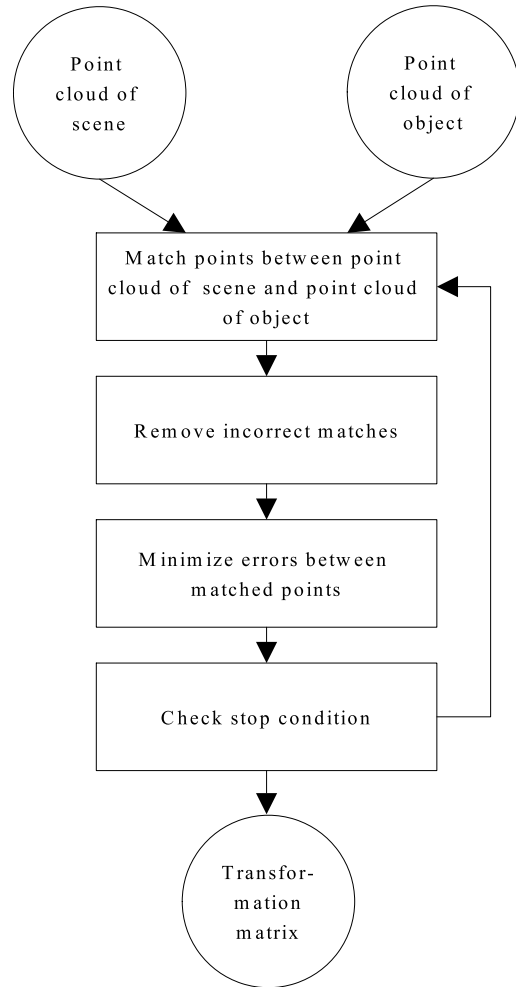 Point
cloud of
scene
Point
cloud of
object
Match points between point
cloud of scene and point cloud
of object
Remove incorrect matches
Minimize errors between
matched points
Check stop condition
Transfor-
mation
matrix